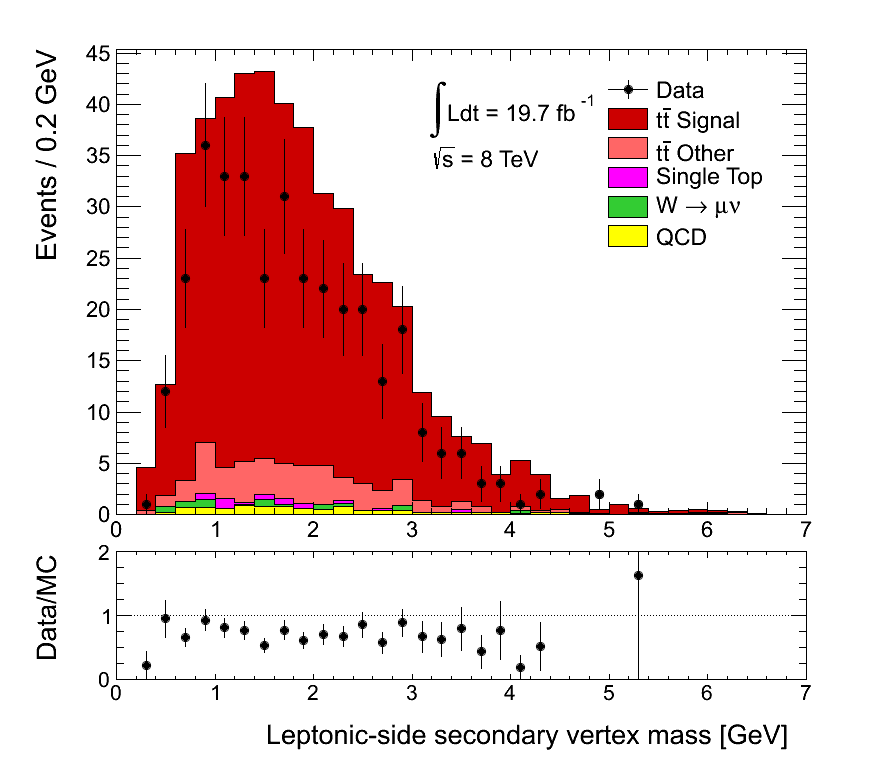 Events / 0.2 GeV
45
40
35
30
25
20
15
10
5
0
∫ Ldt = 19.7 fb⁻¹
√s = 8 TeV
Data
tt̄ Signal
tt̄ Other
Single Top
W → μν
QCD
0 1 2 3 4 5 6 7
Data/MC
2
1
0
0 1 2 3 4 5 6 7
Leptonic-side secondary vertex mass [GeV]